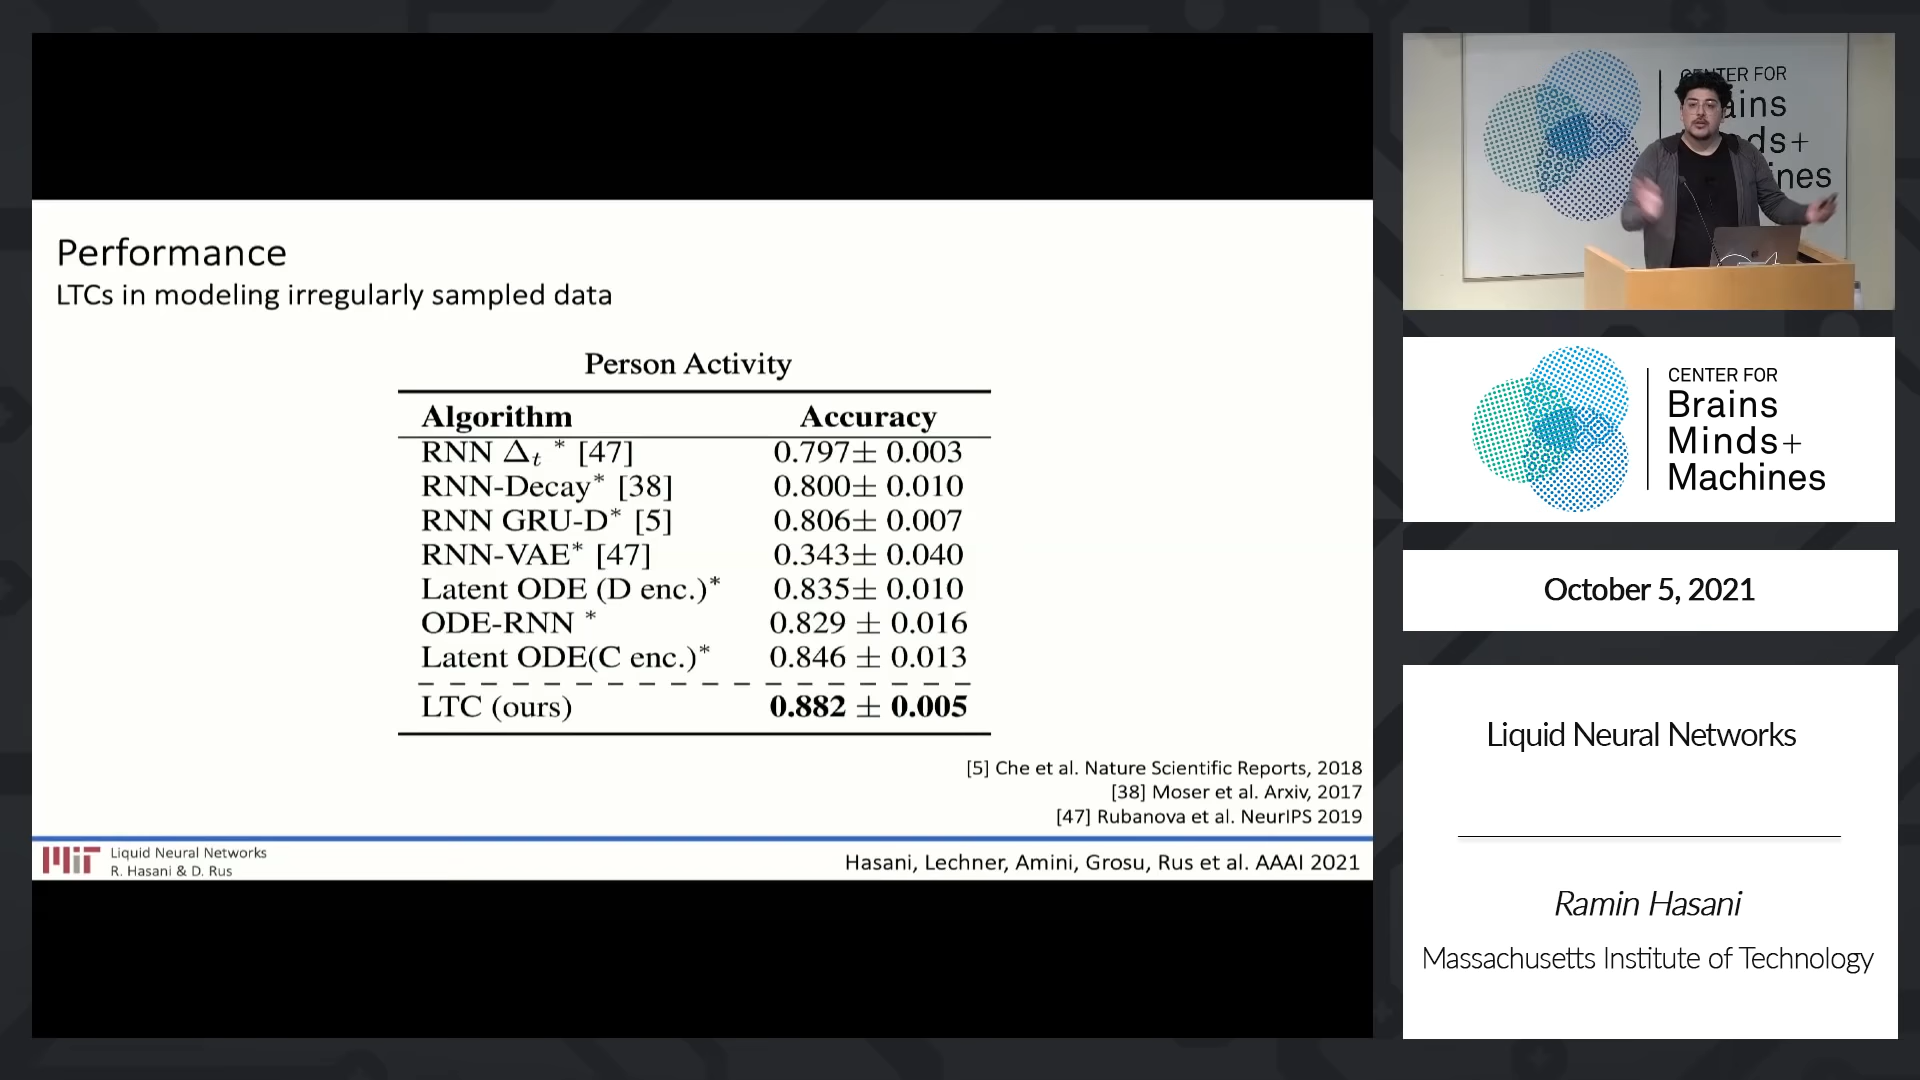 Performance
LTCs in modeling irregularly sampled data
Person Activity
Algorithm Accuracy
RNN Δt * [47] 0.797± 0.003
RNN-Decay* [38] 0.800± 0.010
RNN GRU-D* [5] 0.806± 0.007
RNN-VAE* [47] 0.343± 0.040
Latent ODE (D enc.)* 0.835± 0.010
ODE-RNN * 0.829 ± 0.016
Latent ODE(C enc.)* 0.846 ± 0.013
LTC (ours) 0.882 ± 0.005
[5] Che et al. Nature Scientific Reports, 2018
[38] Moser et al. Arxiv, 2017
[47] Rubanova et al. NeurIPS 2019
MIT
Liquid Neural Networks
R. Hasani & D. Rus
Hasani, Lechner, Amini, Grosu, Rus et al. AAAI 2021
TER FOR
ains
ds+
ines
CENTER FOR
Brains
Minds+
Machines
October 5, 2021
Liquid Neural Networks
Ramin Hasani
Massachusetts Institute of Technology